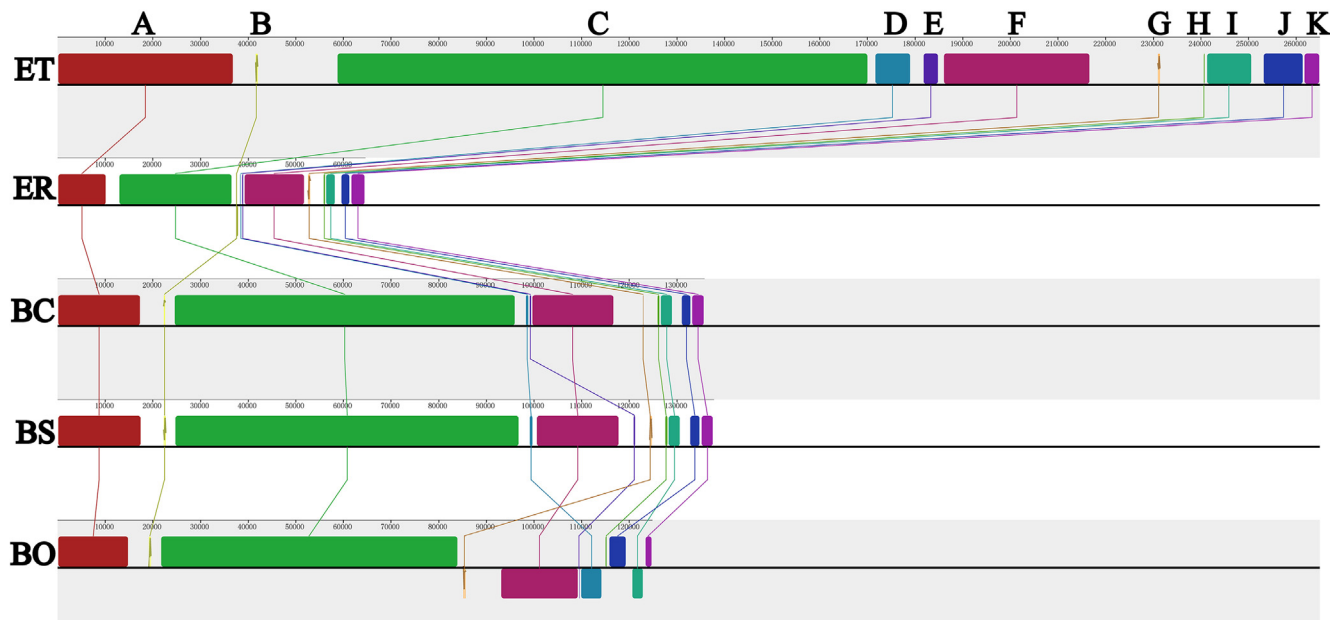 A B C D E F G H I J K
10000 20000 30000 40000 50000 60000 70000 80000 90000 100000 110000 120000 130000 140000 150000 160000 170000 180000 190000 200000 210000 220000 230000 240000 250000 260000
ET
10000 20000 30000 40000 50000 60000
ER
10000 20000 30000 40000 50000 60000 70000 80000 90000 100000 110000 120000 130000
BC
10000 20000 30000 40000 50000 60000 70000 80000 90000 100000 110000 120000 130000
BS
10000 20000 30000 40000 50000 60000 70000 80000 90000 100000 110000 120000
BO